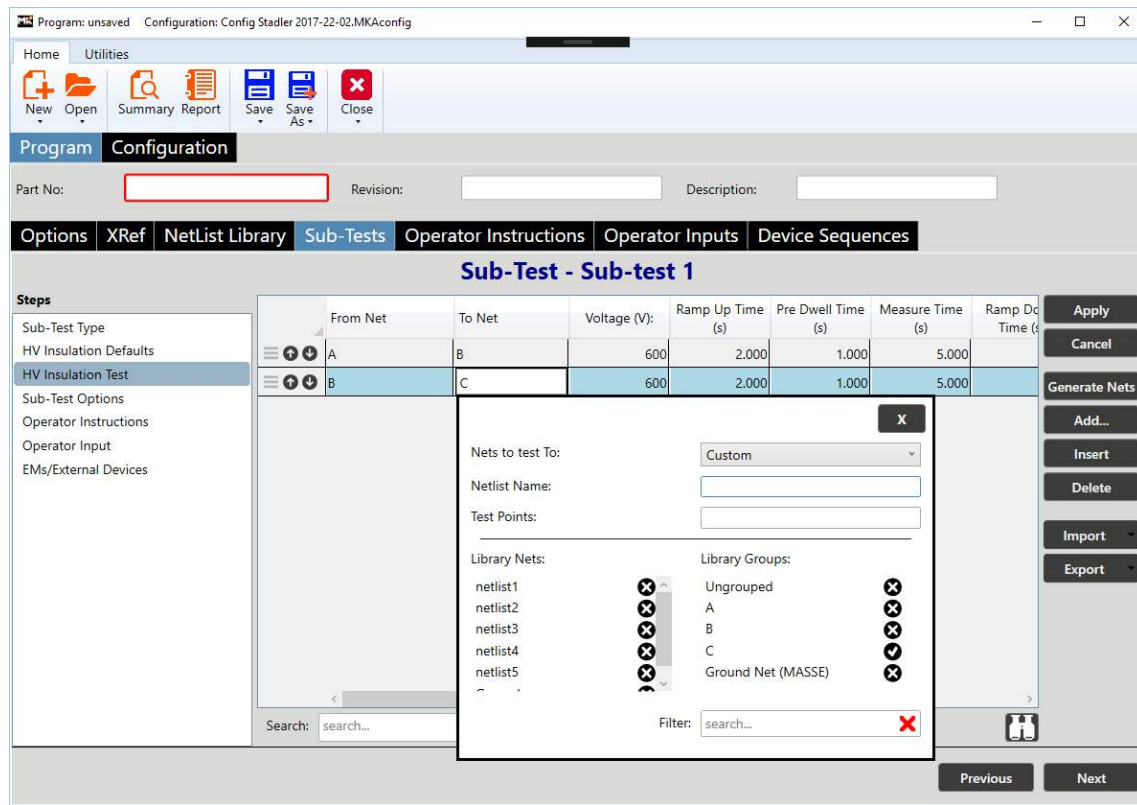 MK Program: unsaved Configuration: Config Stadler 2017-22-02.MKAconfig
Home Utilities
New Open Summary Report Save Save As Close
Program Configuration
Part No: Revision: Description:
Options XRef NetList Library Sub-Tests Operator Instructions Operator Inputs Device Sequences
Sub-Test - Sub-test 1
Steps
Sub-Test Type
HV Insulation Defaults
HV Insulation Test
Sub-Test Options
Operator Instructions
Operator Input
EMs/External Devices
From Net To Net Voltage (V): Ramp Up Time (s) Pre Dwell Time (s) Measure Time (s) Ramp Do Time (s
A B 600 2.000 1.000 5.000
B C 600 2.000 1.000 5.000
X
Nets to test To: Custom
Netlist Name:
Test Points:
Library Nets: Library Groups:
netlist1 Ungrouped
netlist2 A
netlist3 B
netlist4 C
netlist5 Ground Net (MASSE)
Filter: search...
Search: search...
Apply
Cancel
Generate Nets
Add...
Insert
Delete
Import
Export
Previous Next